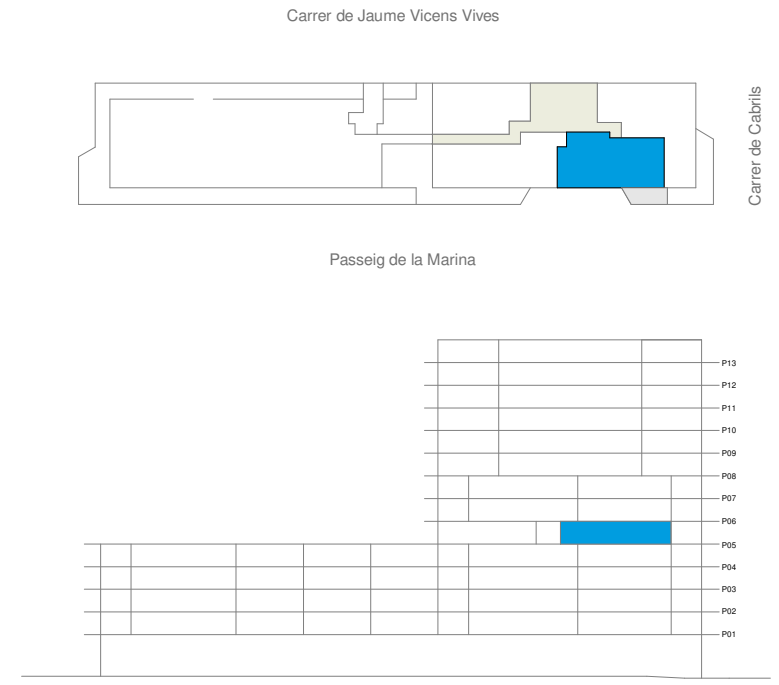 Carrer de Jaume Vicens Vives
Carrer de Cabrils
Passeig de la Marina
P13
P12
P11
P10
P09
P08
P07
P06
P05
P04
P03
P02
P01